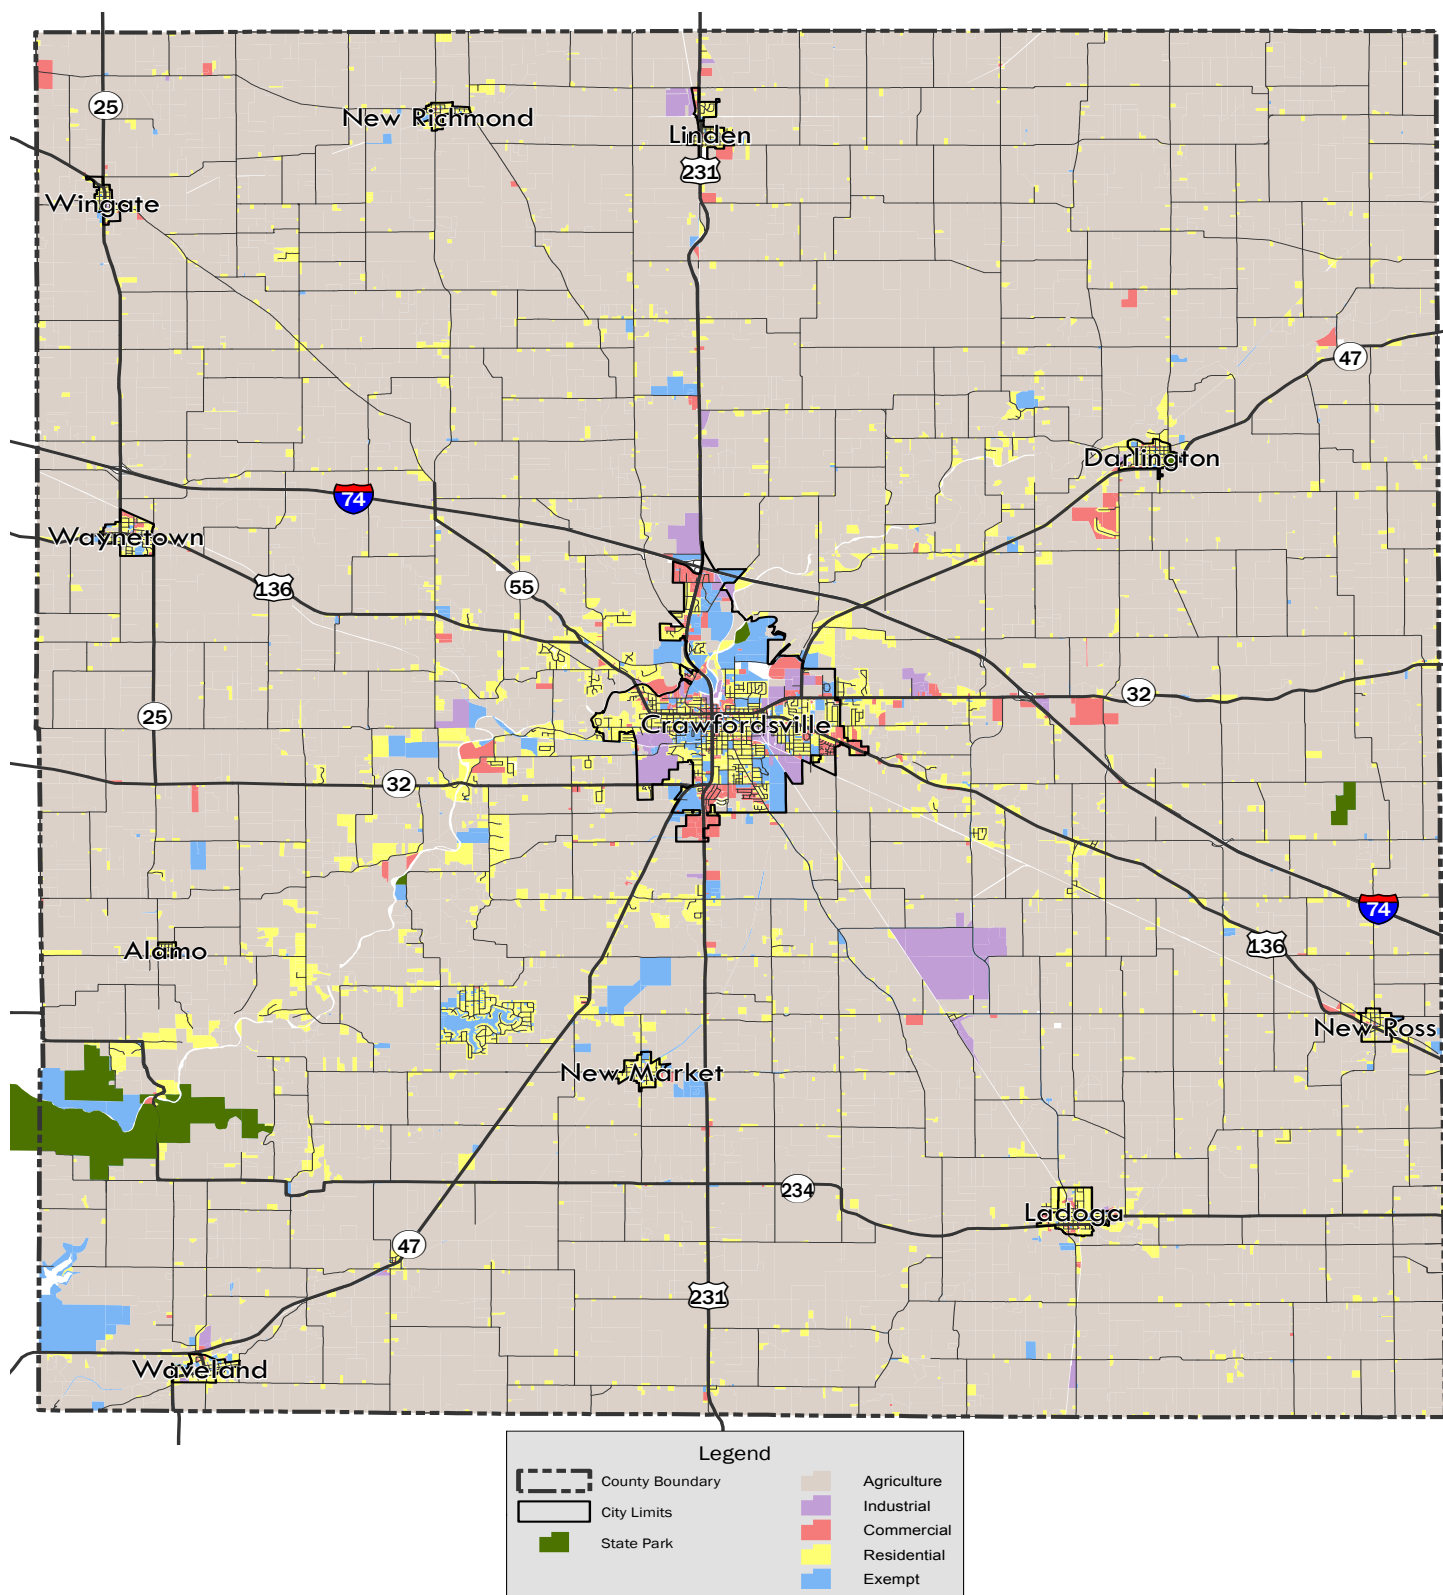 25
New Richmond
Linden
231
Wingate
47
Darlington
74
Waynetown
136
55
32
25
Crawfordsville
32
74
136
Alamo
New Ross
New Market
234
Ladoga
47
231
Waveland
Legend
County Boundary
City Limits
State Park
Agriculture
Industrial
Commercial
Residential
Exempt